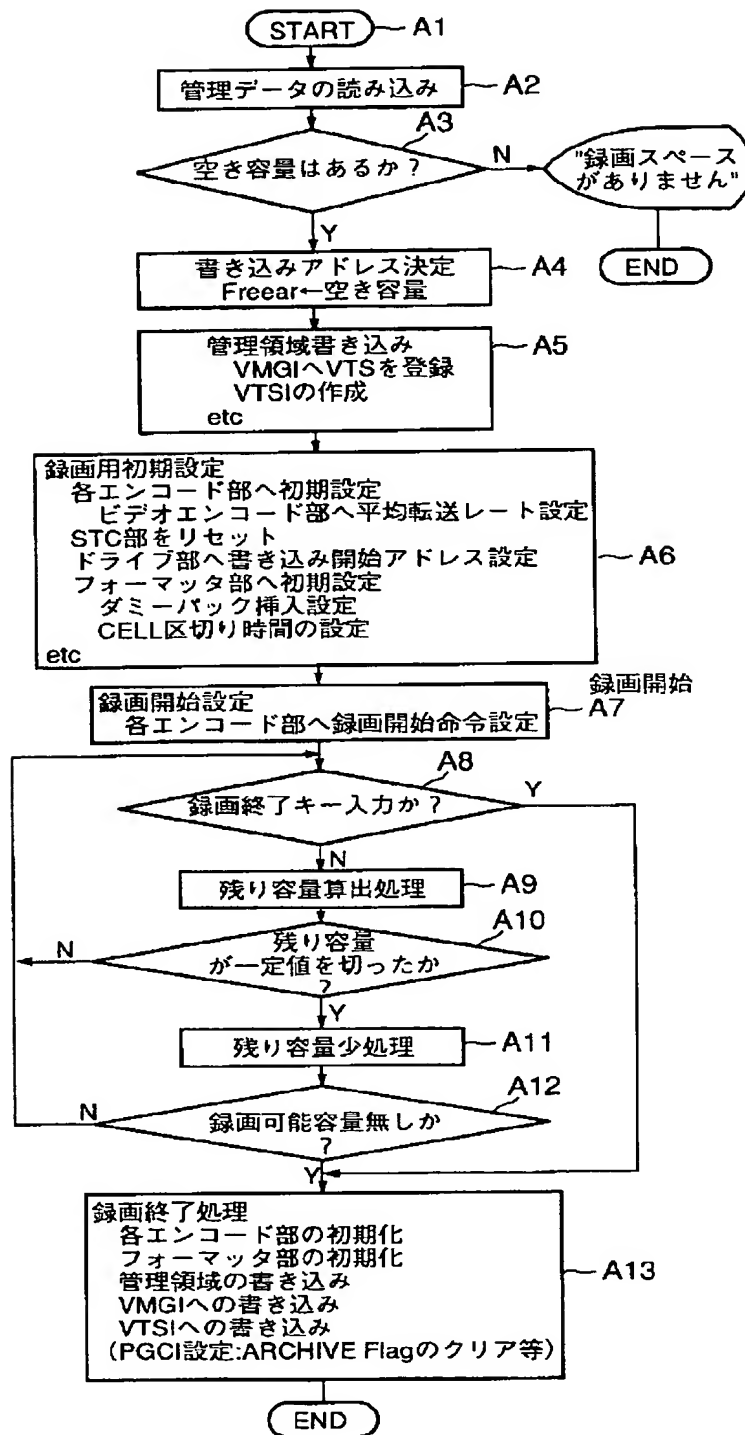 START
A1
管理データの読み込み
A2
A3
空き容量はあるか？
N
"録画スペース
がありません"
END
Y
書き込みアドレス決定
Freear←空き容量
A4
管理領域書き込み
VMGIへVTSを登録
VTSIの作成
etc
A5
録画用初期設定
各エンコード部へ初期設定
ビデオエンコード部へ平均転送レート設定
STC部をリセット
ドライブ部へ書き込み開始アドレス設定
フォーマッタ部へ初期設定
ダミーパック挿入設定
CELL区切り時間の設定
etc
A6
録画開始
録画開始設定
各エンコード部へ録画開始命令設定
A7
A8
録画終了キー入力か？
Y
N
残り容量算出処理
A9
A10
残り容量
が一定値を切ったか
？
N
Y
残り容量少処理
A11
A12
録画可能容量無しか
？
N
Y
録画終了処理
各エンコード部の初期化
フォーマッタ部の初期化
管理領域の書き込み
VMGIへの書き込み
VTSIへの書き込み
（PGCI設定:ARCHIVE Flagのクリア等）
A13
END